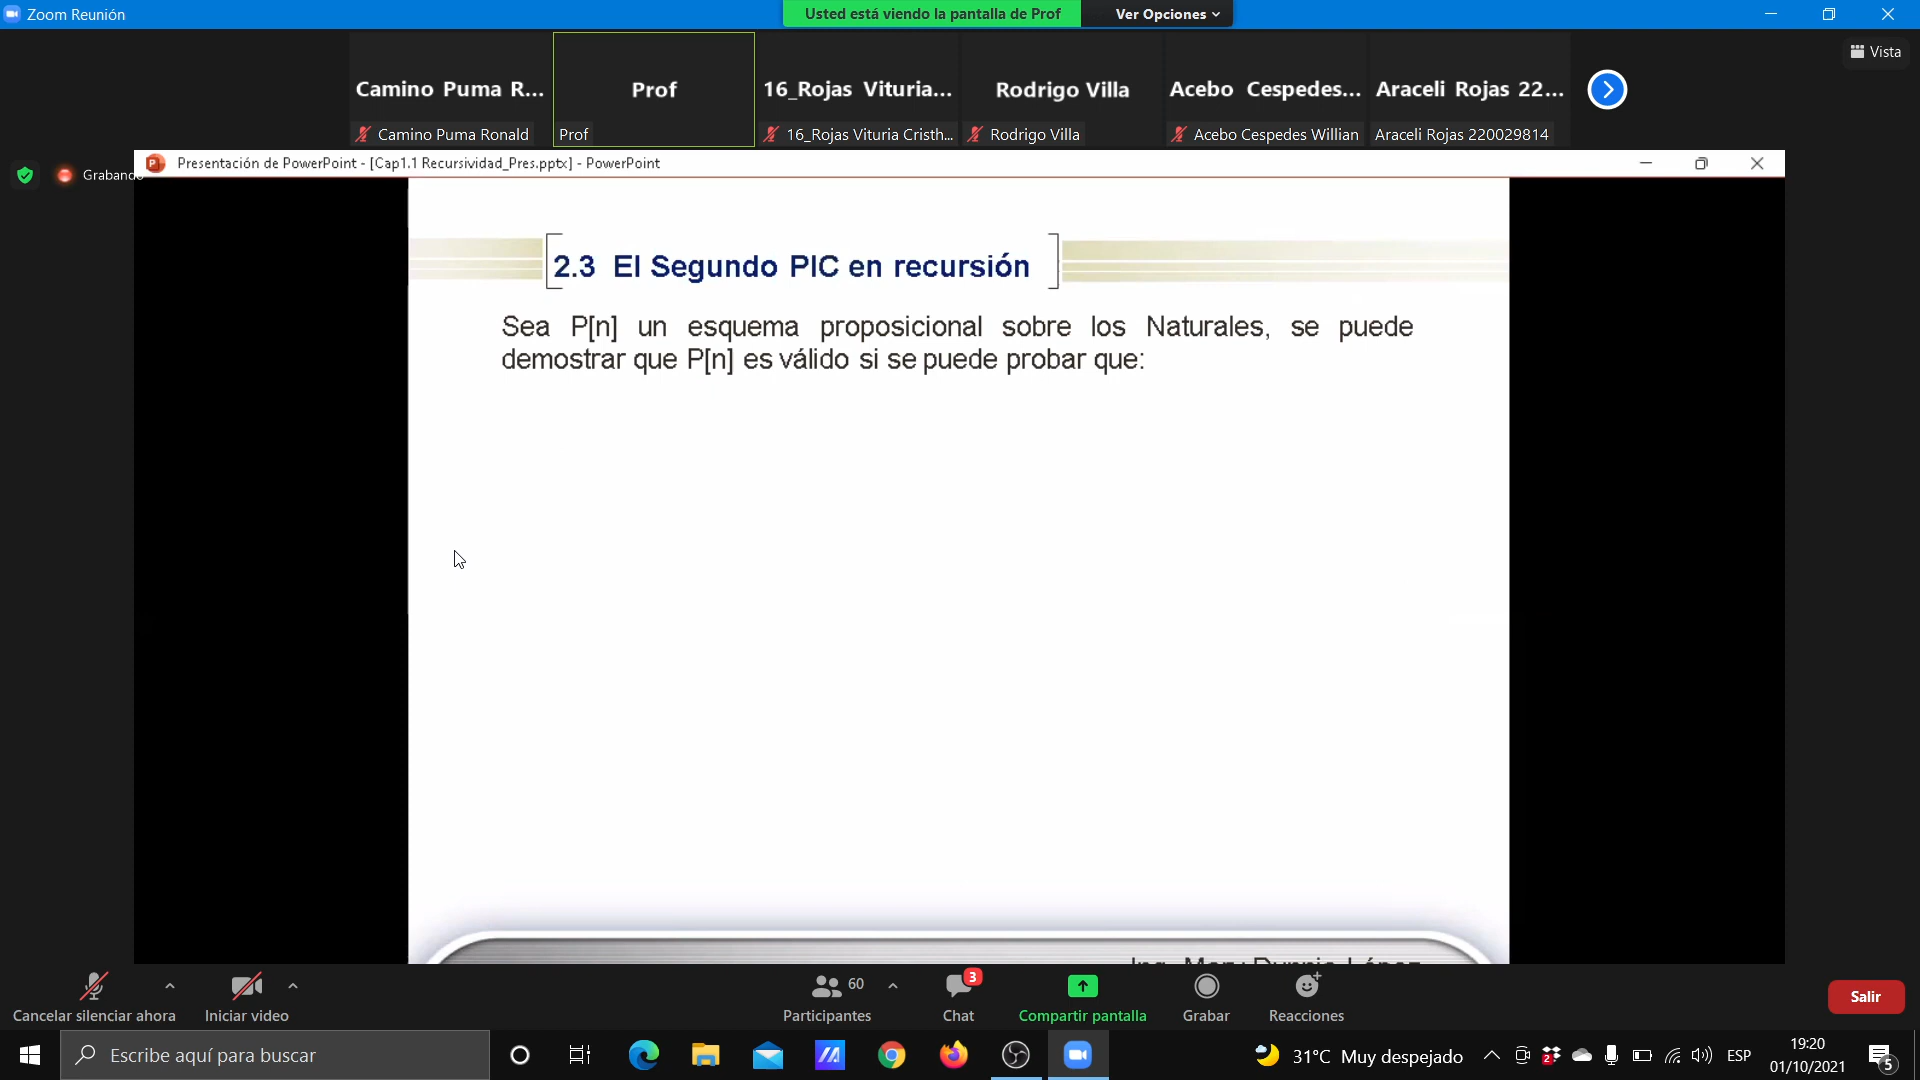 Zoom Reunión
Usted está viendo la pantalla de Prof
Ver Opciones
Vista
Camino Puma R...
Prof
16_Rojas Vituria...
Rodrigo Villa
Acebo Cespedes...
Araceli Rojas 22...
Camino Puma Ronald
Prof
16_Rojas Vituria Cristh...
Rodrigo Villa
Acebo Cespedes Willian
Araceli Rojas 220029814
Grabando
Presentación de PowerPoint - [Cap1.1 Recursividad_Pres.pptx] - PowerPoint
2.3 El Segundo PIC en recursión
Sea P[n] un esquema proposicional sobre los Naturales, se puede
demostrar que P[n] es válido si se puede probar que:
Cancelar silenciar ahora
Iniciar video
60
Participantes
3
Chat
Compartir pantalla
Grabar
Reacciones
Salir
Escribe aquí para buscar
31°C Muy despejado
2
ESP
19:20
01/10/2021
5